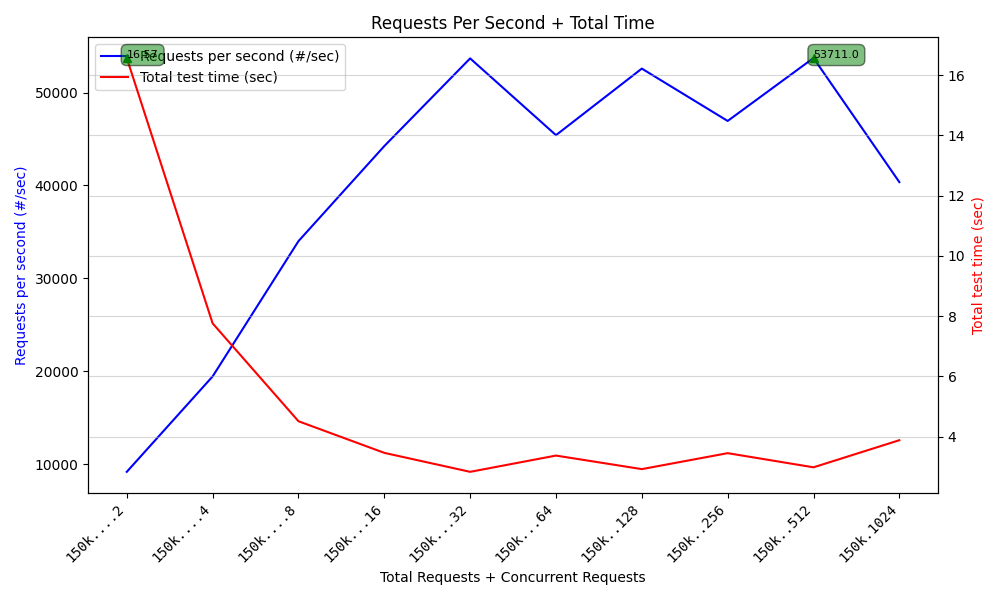 Requests Per Second + Total Time
16.57
53711.0
Requests per second (#/sec)
Total test time (sec)
50000
40000
30000
20000
10000
Requests per second (#/sec)
16
14
12
10
8
6
4
Total test time (sec)
150k....2
150k....4
150k....8
150k...16
150k...32
150k...64
150k..128
150k..256
150k..512
150k.1024
Total Requests + Concurrent Requests